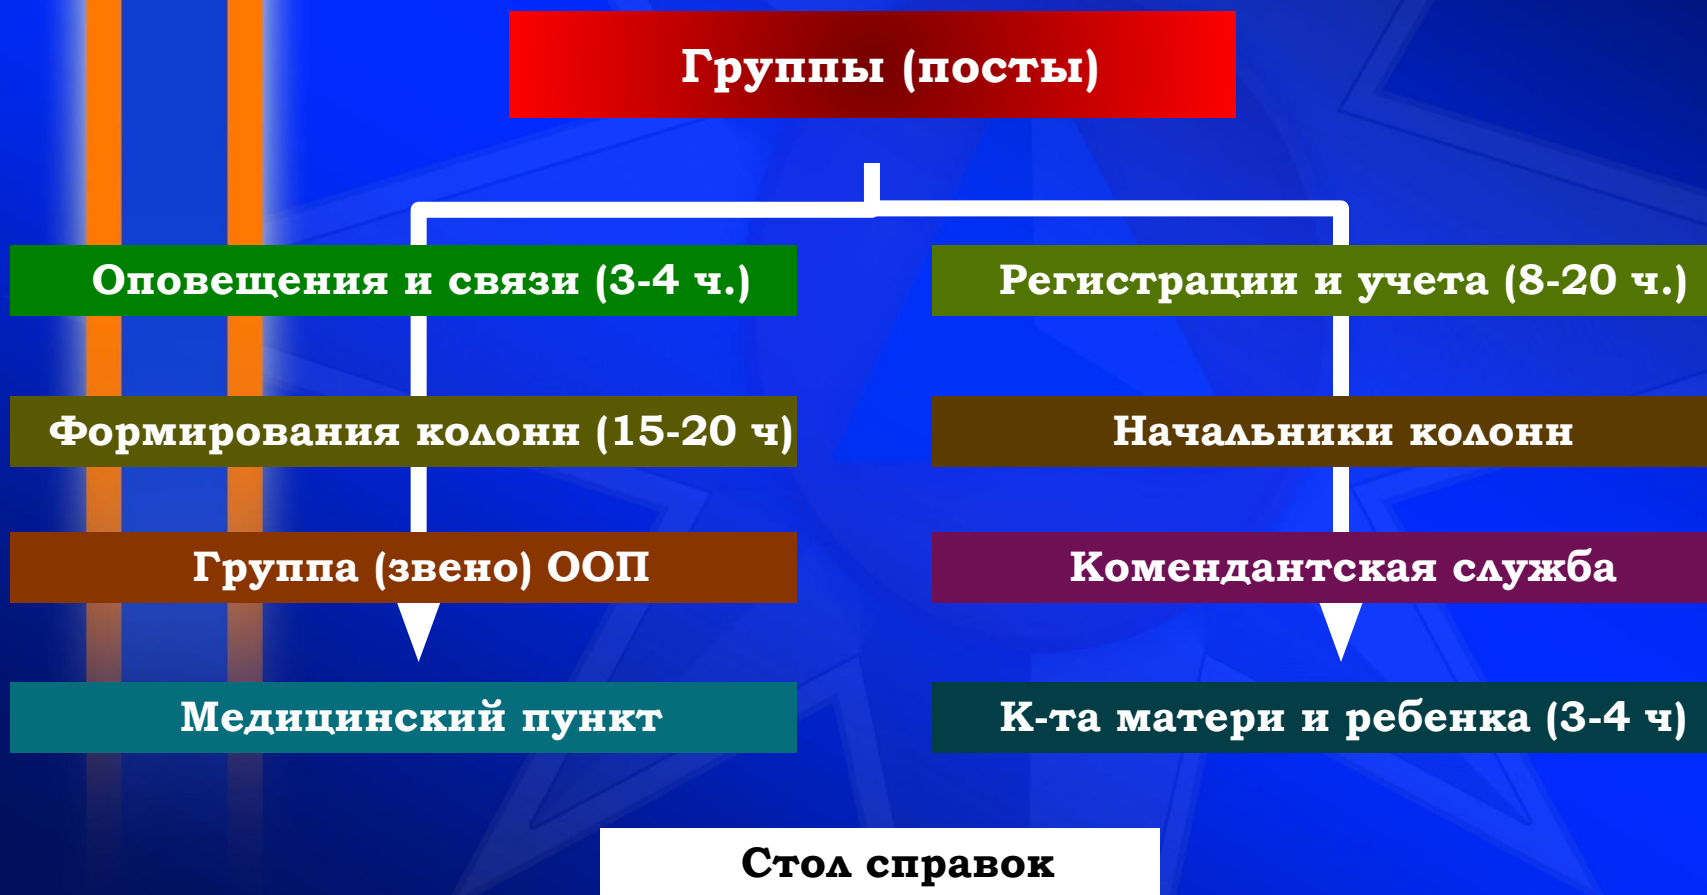 Группы (посты)
Оповещения и связи (3-4 ч.)
Регистрации и учета (8-20 ч.)
Формирования колонн (15-20 ч)
Начальники колонн
Группа (звено) ООП
Комендантская служба
Медицинский пункт
К-та матери и ребенка (3-4 ч)
Стол справок